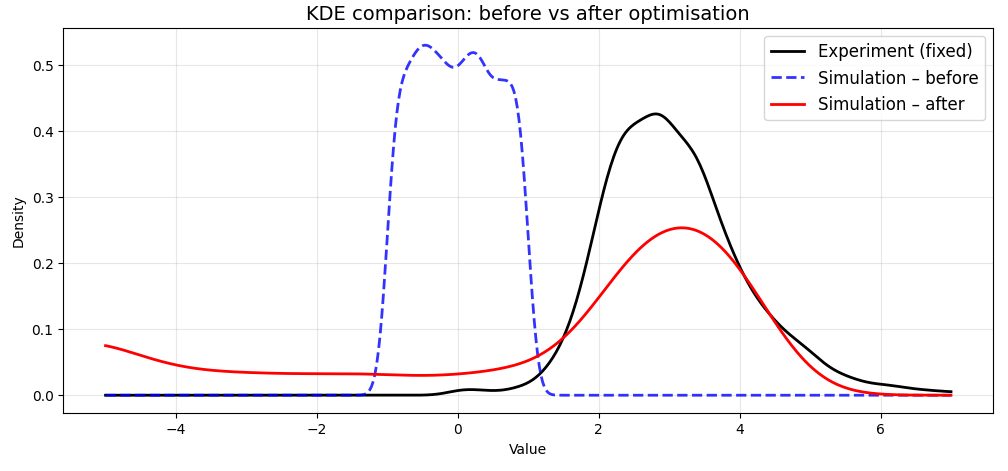 KDE comparison: before vs after optimisation
Experiment (fixed)
Simulation – before
Simulation – after
Density
0.5
0.4
0.3
0.2
0.1
0.0
−4
−2
0
2
4
6
Value